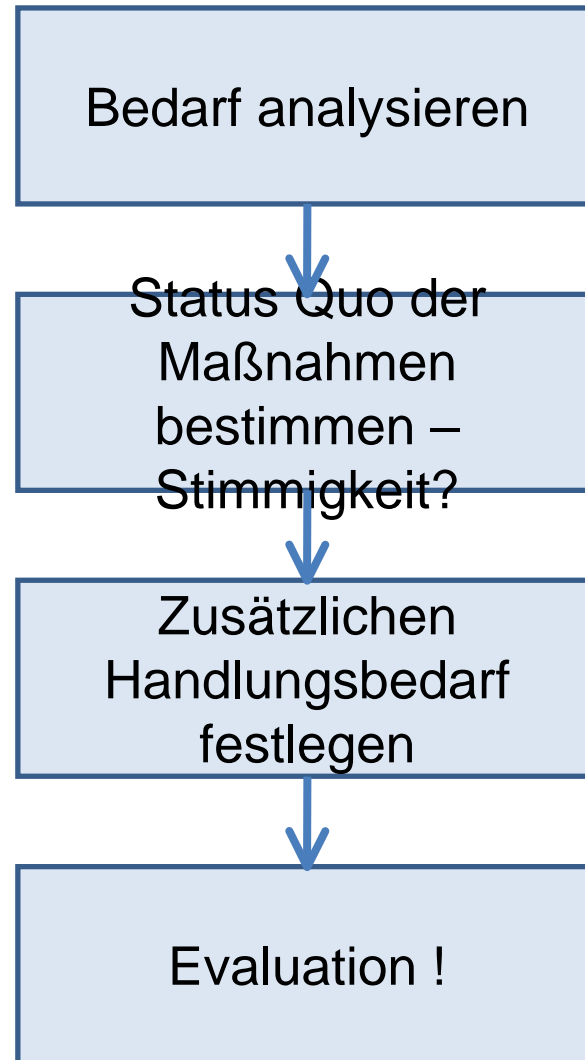 Bedarf analysieren
Status Quo der
Maßnahmen
bestimmen –
Stimmigkeit?
Zusätzlichen
Handlungsbedarf
festlegen
Evaluation !